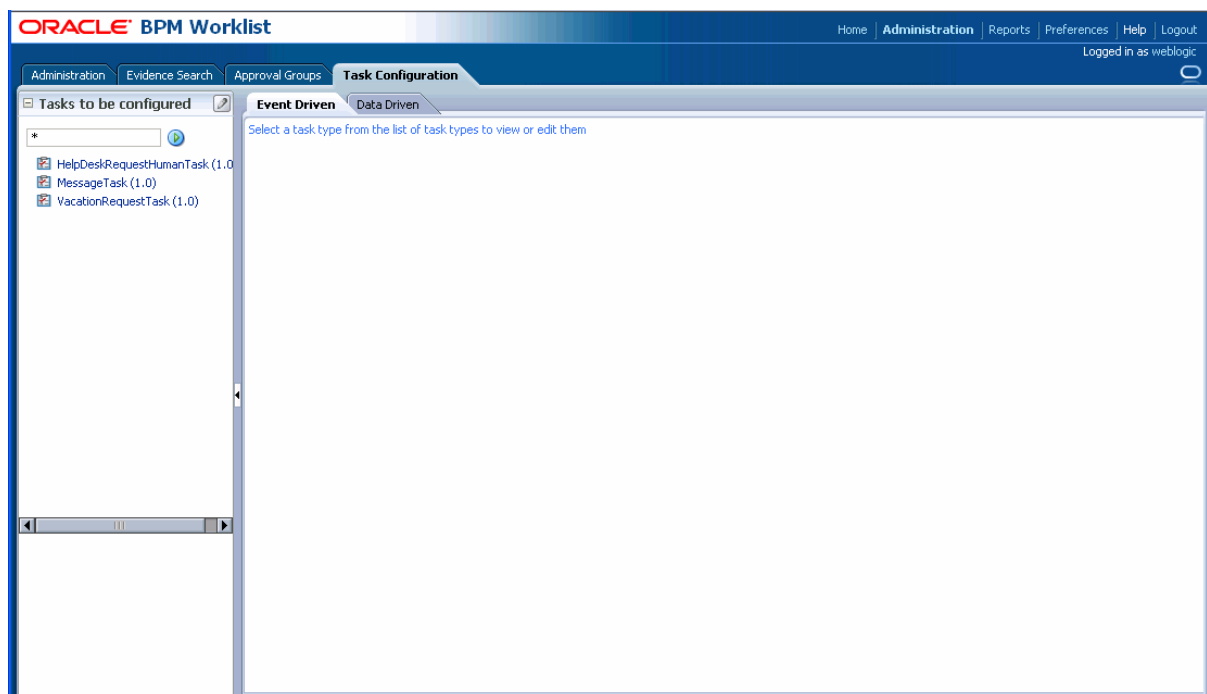 ORACLE BPM Worklist
Home Administration Reports Preferences Help Logout
Logged in as weblogic
Administration Evidence Search Approval Groups Task Configuration
Tasks to be configured
Event Driven Data Driven
*
Select a task type from the list of task types to view or edit them
HelpDeskRequestHumanTask (1.0
MessageTask (1.0)
VacationRequestTask (1.0)